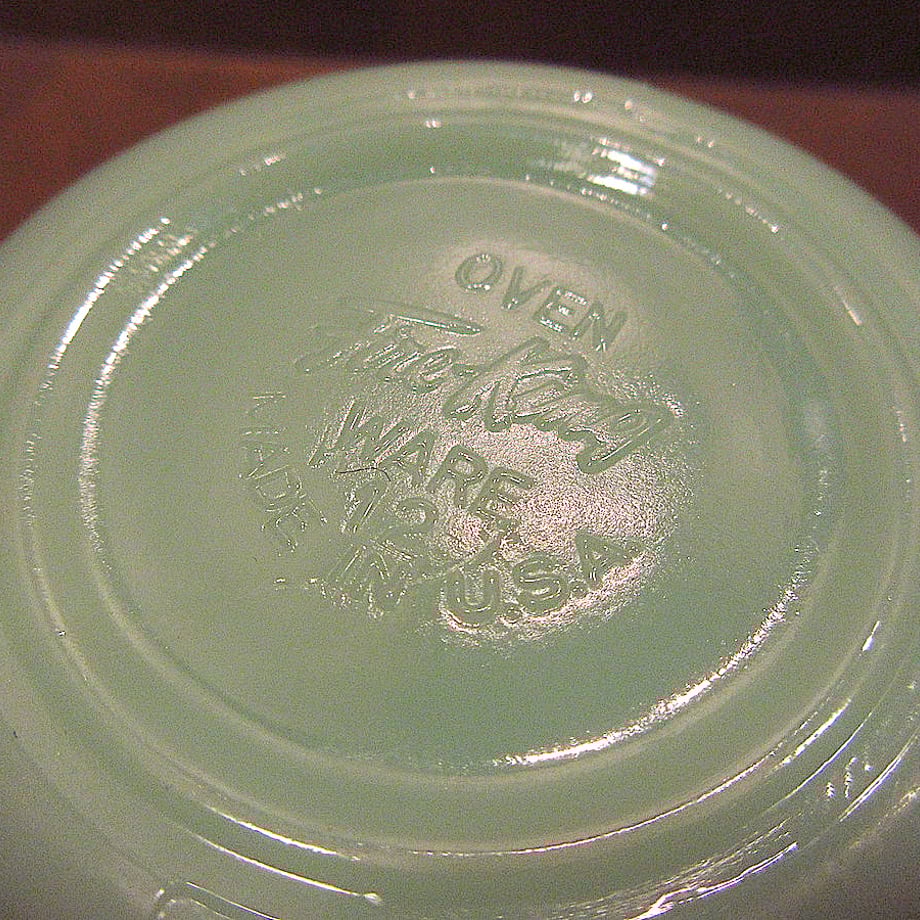 OVEN
Fire-King
WARE
12
MADE IN U.S.A.